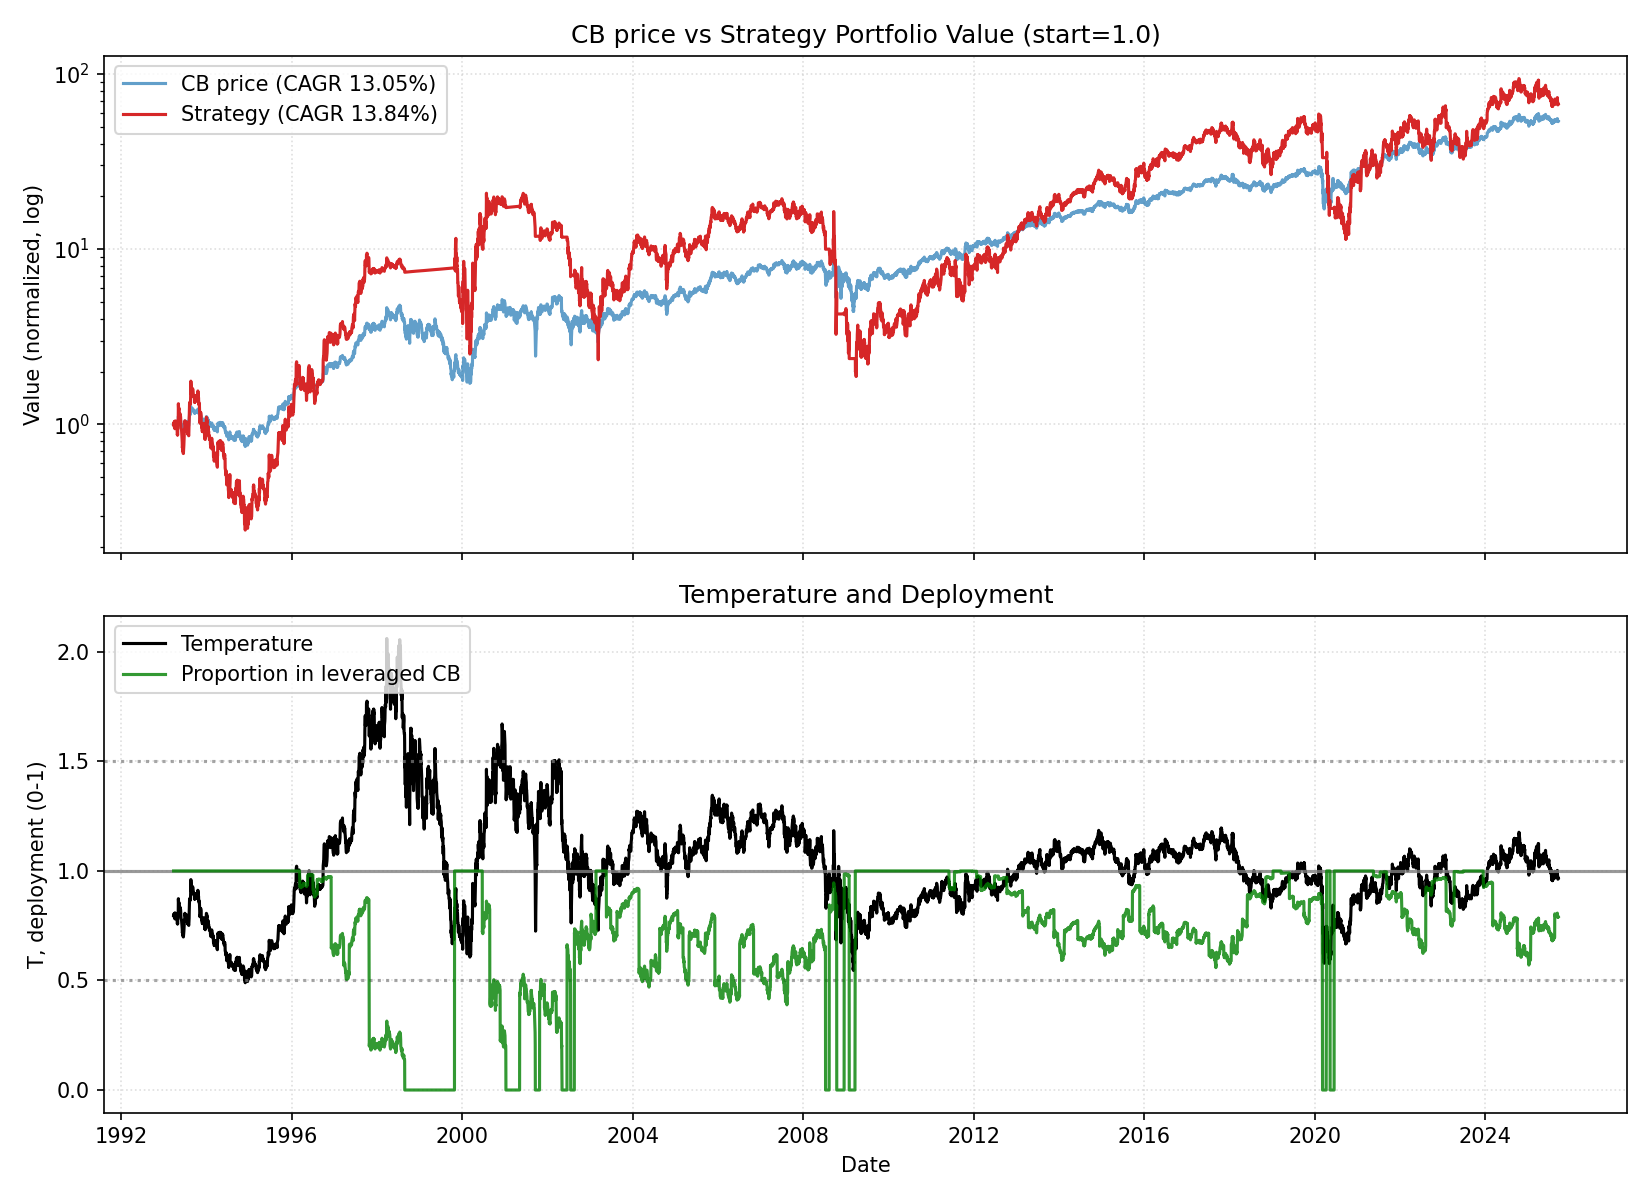 CB price vs Strategy Portfolio Value (start=1.0)
CB price (CAGR 13.05%)
Strategy (CAGR 13.84%)
Value (normalized, log)
10²
10¹
10⁰
Temperature and Deployment
Temperature
Proportion in leveraged CB
T, deployment (0-1)
2.0
1.5
1.0
0.5
0.0
1992 1996 2000 2004 2008 2012 2016 2020 2024
Date